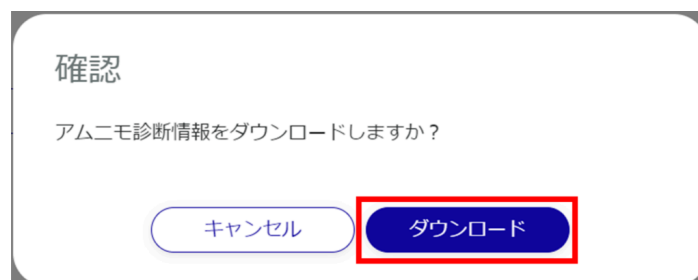 確認
アムニモ診断情報をダウンロードしますか？
キャンセル
ダウンロード